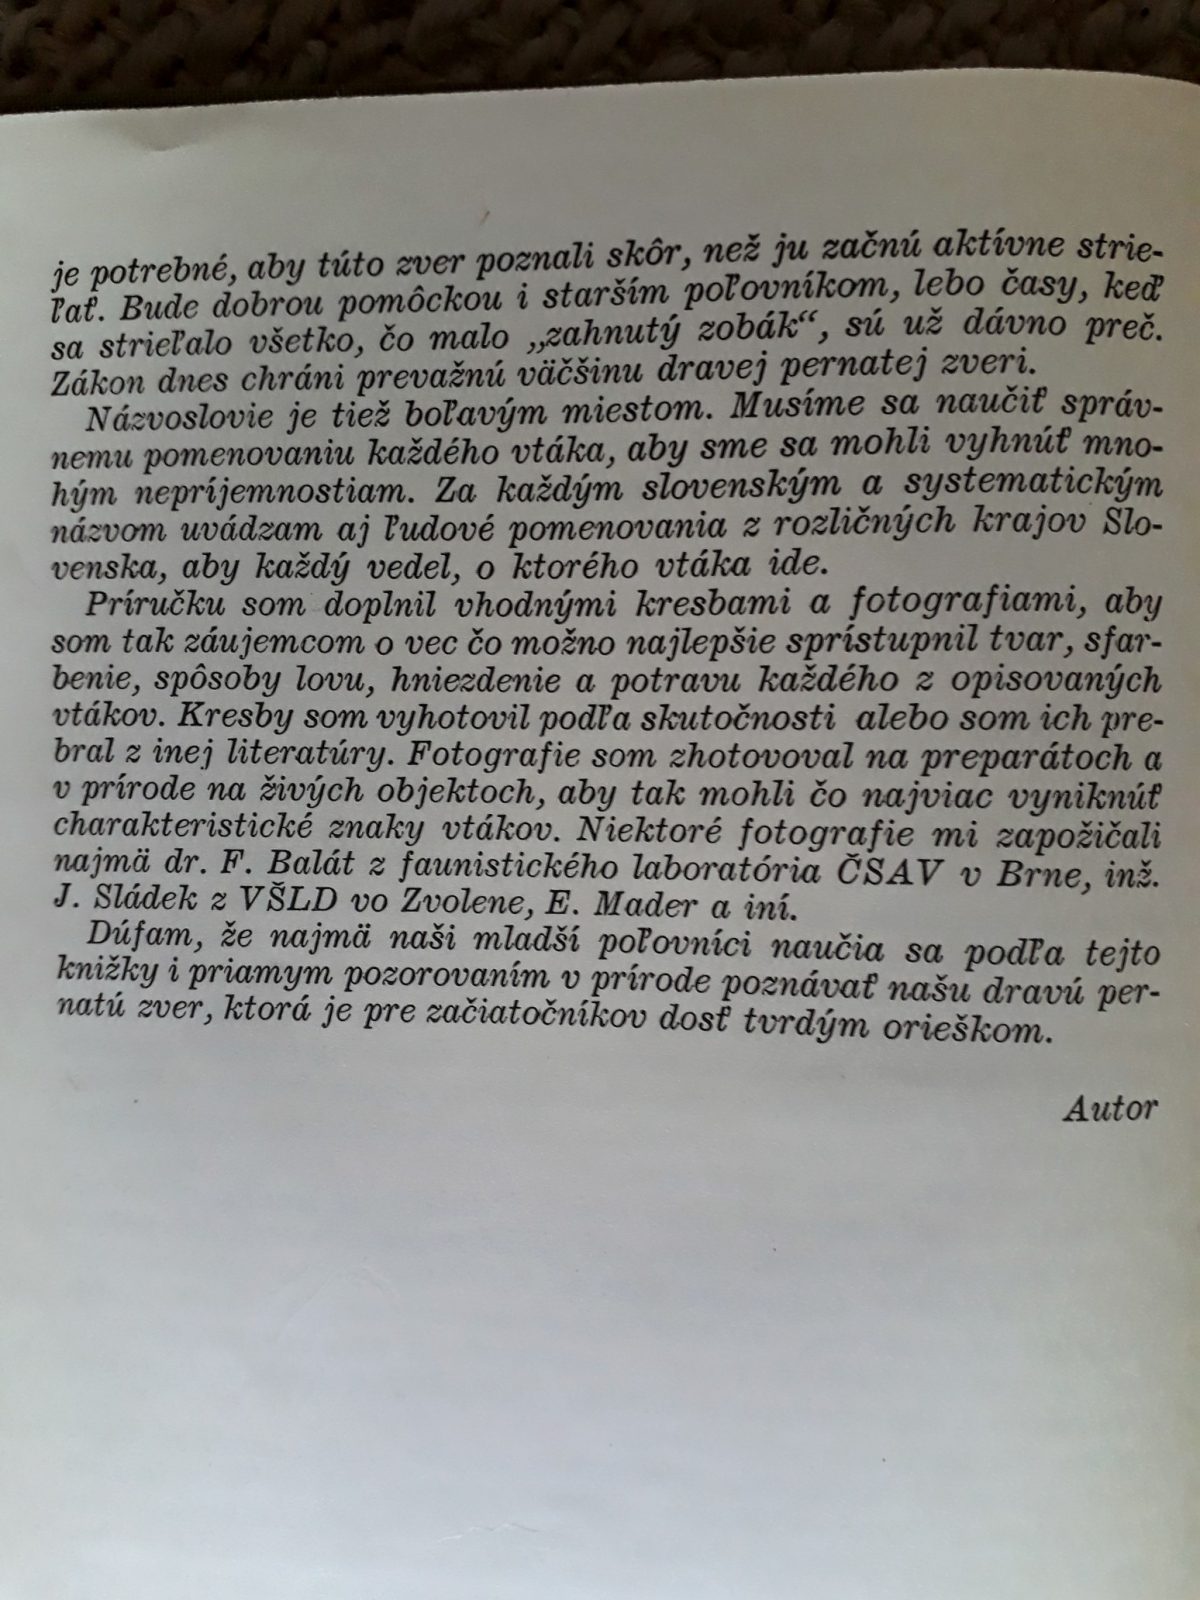 je potrebné, aby túto zver poznali skôr, než ju začnú aktívne strie-
ľať. Bude dobrou pomôckou i starším poľovníkom, lebo časy, keď
sa strieľalo všetko, čo malo „zahnutý zobák“, sú už dávno preč.
Zákon dnes chráni prevažnú väčšinu dravej pernatej zveri.
Názvoslovie je tiež boľavým miestom. Musíme sa naučiť správ-
nemu pomenovaniu každého vtáka, aby sme sa mohli vyhnúť mno-
hým nepríjemnostiam. Za každým slovenským a systematickým
názvom uvádzam aj ľudové pomenovania z rozličných krajov Slo-
venska, aby každý vedel, o ktorého vtáka ide.
Príručku som doplnil vhodnými kresbami a fotografiami, aby
som tak záujemcom o vec čo možno najlepšie sprístupnil tvar, sfar-
benie, spôsoby lovu, hniezdenie a potravu každého z opisovaných
vtákov. Kresby som vyhotovil podľa skutočnosti alebo som ich pre-
bral z inej literatúry. Fotografie som zhotovoval na preparátoch a
v prírode na živých objektoch, aby tak mohli čo najviac vyniknúť
charakteristické znaky vtákov. Niektoré fotografie mi zapožičali
najmä dr. F. Balát z faunistického laboratória ČSAV v Brne, inž.
J. Sládek z VŠLD vo Zvolene, E. Mader a iní.
Dúfam, že najmä naši mladší poľovníci naučia sa podľa tejto
knižky i priamym pozorovaním v prírode poznávať našu dravú per-
natú zver, ktorá je pre začiatočníkov dosť tvrdým orieškom.
Autor